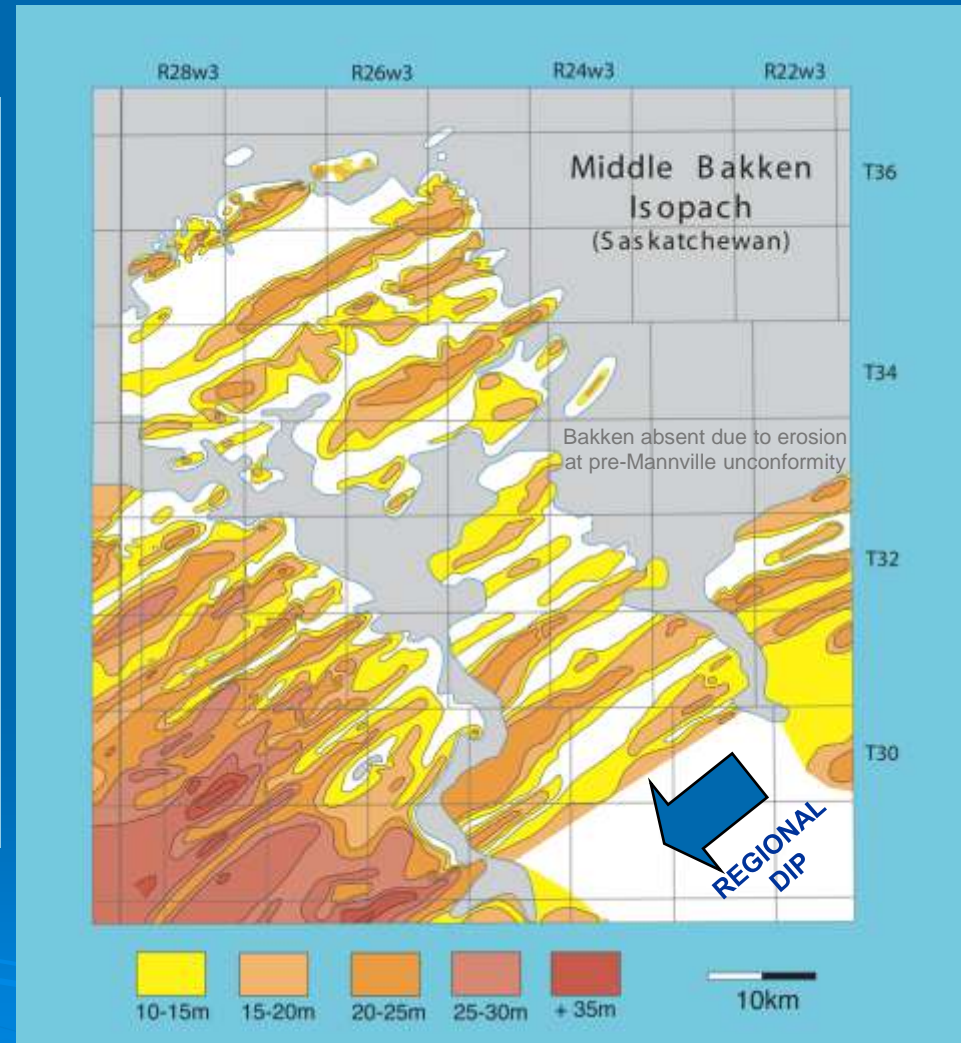 R28w3 R26w3 R24w3 R22w3
Middle Bakken
Isopach
(Saskatchewan)
T36
T34
Bakken absent due to erosion
at pre-Mannville unconformity
T32
T30
REGIONAL
DIP
10-15m 15-20m 20-25m 25-30m + 35m
10km